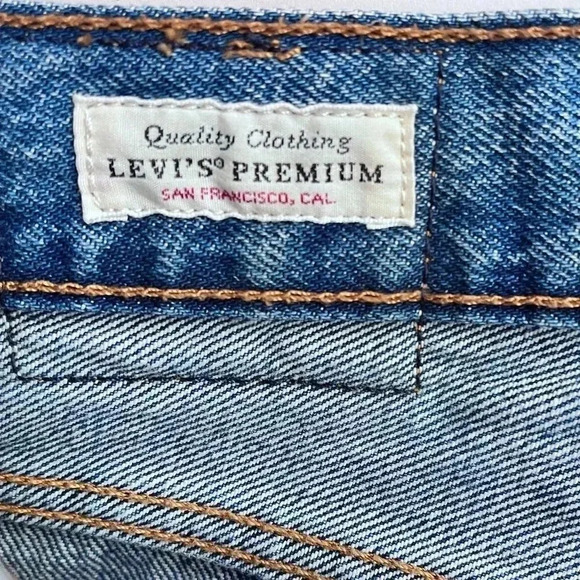 Quality Clothing
LEVI'S® PREMIUM
SAN FRANCISCO, CAL.